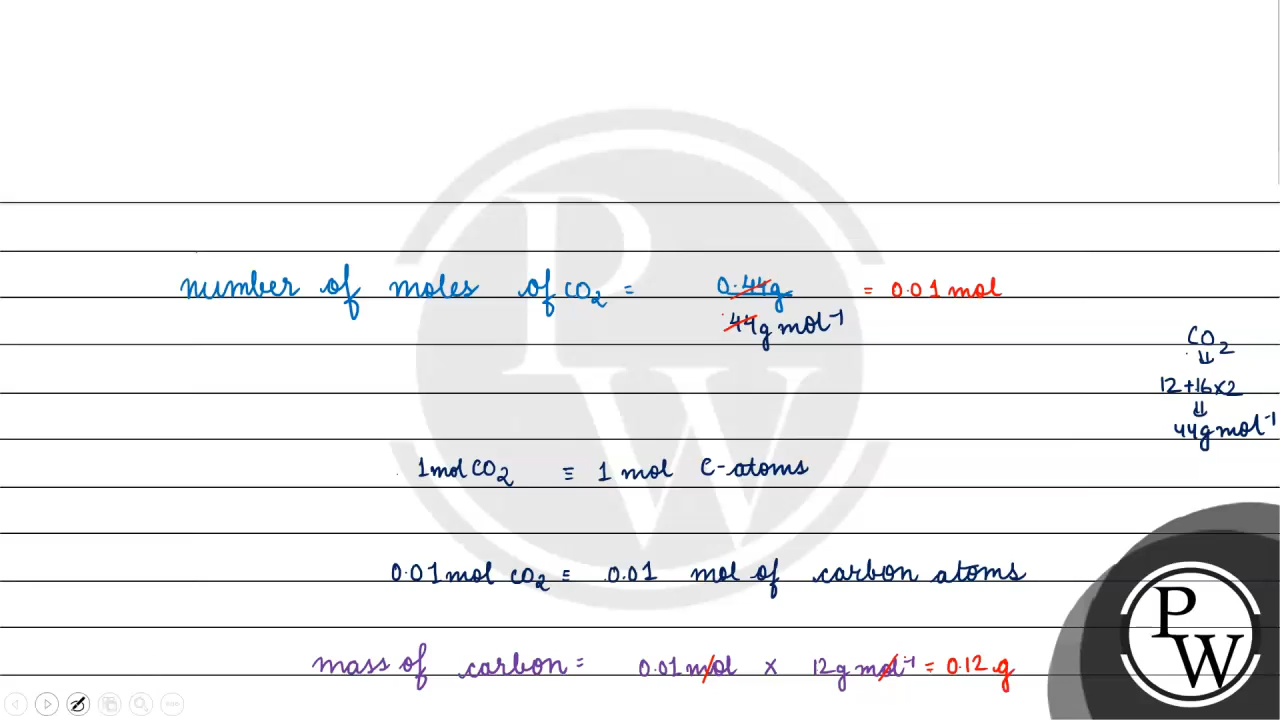 number of moles of CO₂ = 0.44g / 44g mol⁻¹ = 0.01 mol
CO₂
⇓
12+16×2
⇓
44g mol⁻¹
1mol CO₂ ≡ 1 mol C-atoms
0.01 mol CO₂ ≡ 0.01 mol of carbon atoms
mass of carbon = 0.01 mol × 12g mol⁻¹ = 0.12 g
P
W
P
W